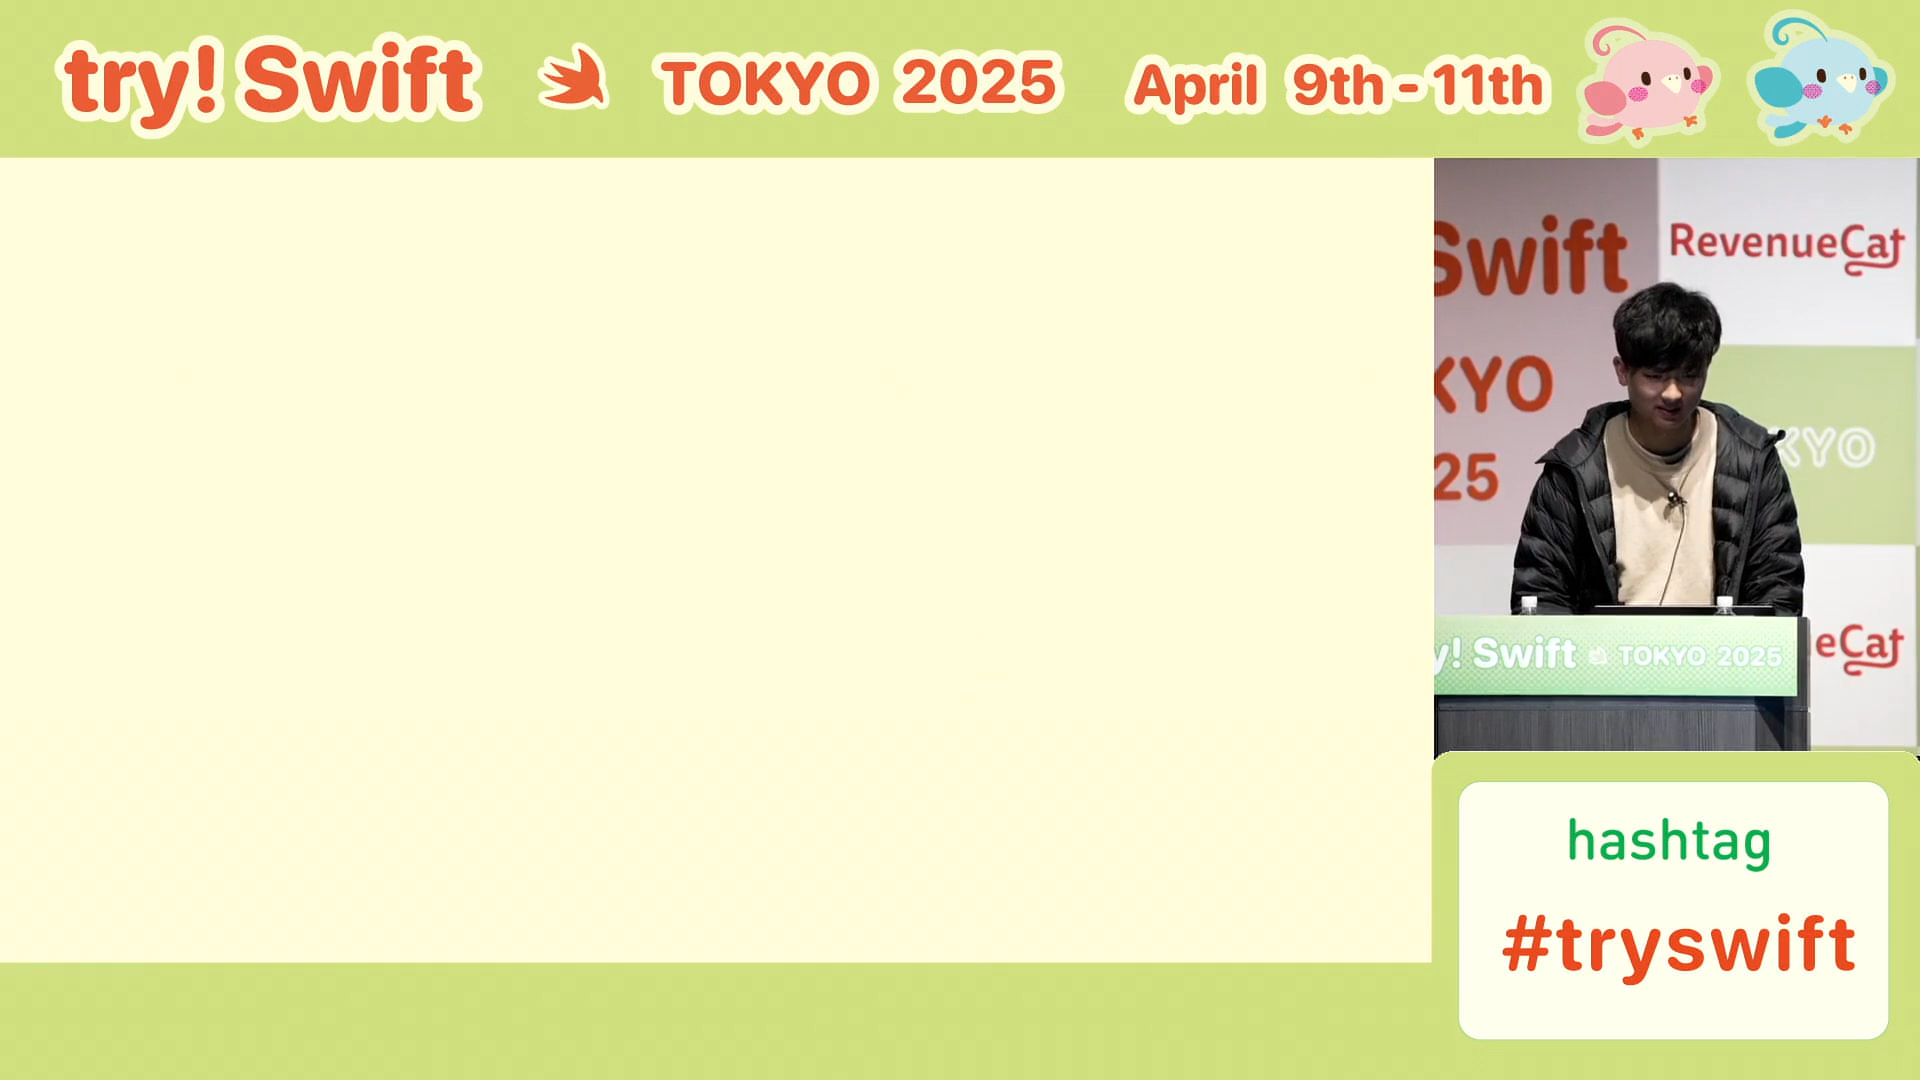 try! Swift TOKYO 2025 April 9th-11th
Swift
RevenueCat
KYO
KYO
25
y! Swift TOKYO 2025
eCat
hashtag
#tryswift